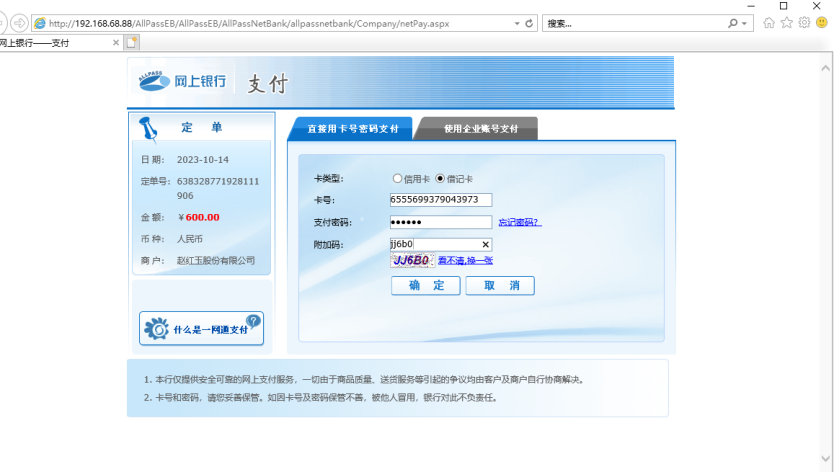 http://192.168.68.88/AllPassEB/AllPassEB/AllPassNetBank/allpassnetbank/Company/netPay.aspx
搜索...
网上银行——支付
ALLPASS
网上银行
支付
定 单
日期： 2023-10-14
定单号： 638328771928111
906
金额： ￥600.00
币种： 人民币
商户： 赵红玉股份有限公司
什么是一网通支付
?
直接用卡号密码支付
使用企业账号支付
卡类型： 信用卡 借记卡
卡号： 6555699379043973
支付密码： ●●●●●● 忘记密码?
附加码： jj6b0
JJ6B0 看不清,换一张
确 定
取 消
1. 本行仅提供安全可靠的网上支付服务，一切由于商品质量、送货服务等引起的争议均由客户及商户自行协商解决。
2. 卡号和密码，请您妥善保管。如因卡号及密码保管不善，被他人冒用，银行对此不负责任。